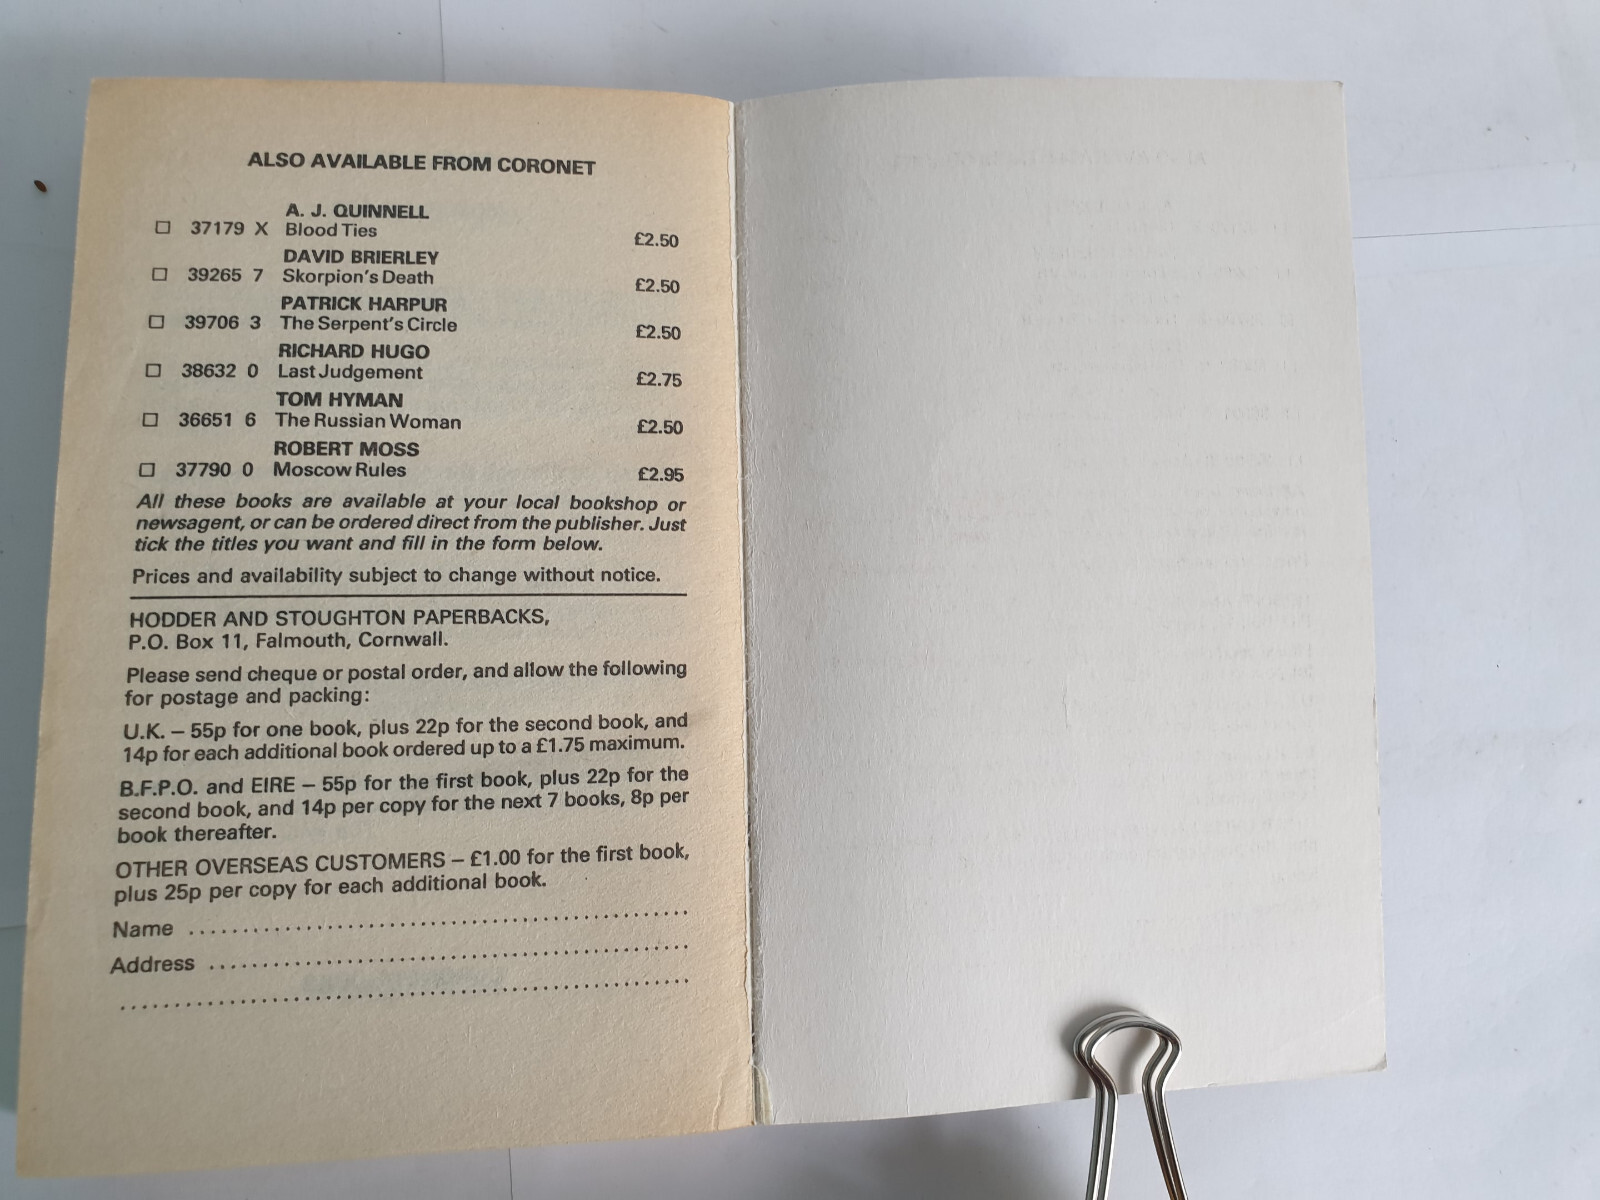 ALSO AVAILABLE FROM CORONET
A. J. QUINNELL
☐ 37179 X Blood Ties £2.50
DAVID BRIERLEY
☐ 39265 7 Skorpion's Death £2.50
PATRICK HARPUR
☐ 39706 3 The Serpent's Circle £2.50
RICHARD HUGO
☐ 38632 0 Last Judgement £2.75
TOM HYMAN
☐ 36651 6 The Russian Woman £2.50
ROBERT MOSS
☐ 37790 0 Moscow Rules £2.95
All these books are available at your local bookshop or
newsagent, or can be ordered direct from the publisher. Just
tick the titles you want and fill in the form below.
Prices and availability subject to change without notice.
HODDER AND STOUGHTON PAPERBACKS,
P.O. Box 11, Falmouth, Cornwall.
Please send cheque or postal order, and allow the following
for postage and packing:
U.K. – 55p for one book, plus 22p for the second book, and
14p for each additional book ordered up to a £1.75 maximum.
B.F.P.O. and EIRE – 55p for the first book, plus 22p for the
second book, and 14p per copy for the next 7 books, 8p per
book thereafter.
OTHER OVERSEAS CUSTOMERS – £1.00 for the first book,
plus 25p per copy for each additional book.
Name ......................................................
Address ....................................................
............................................................